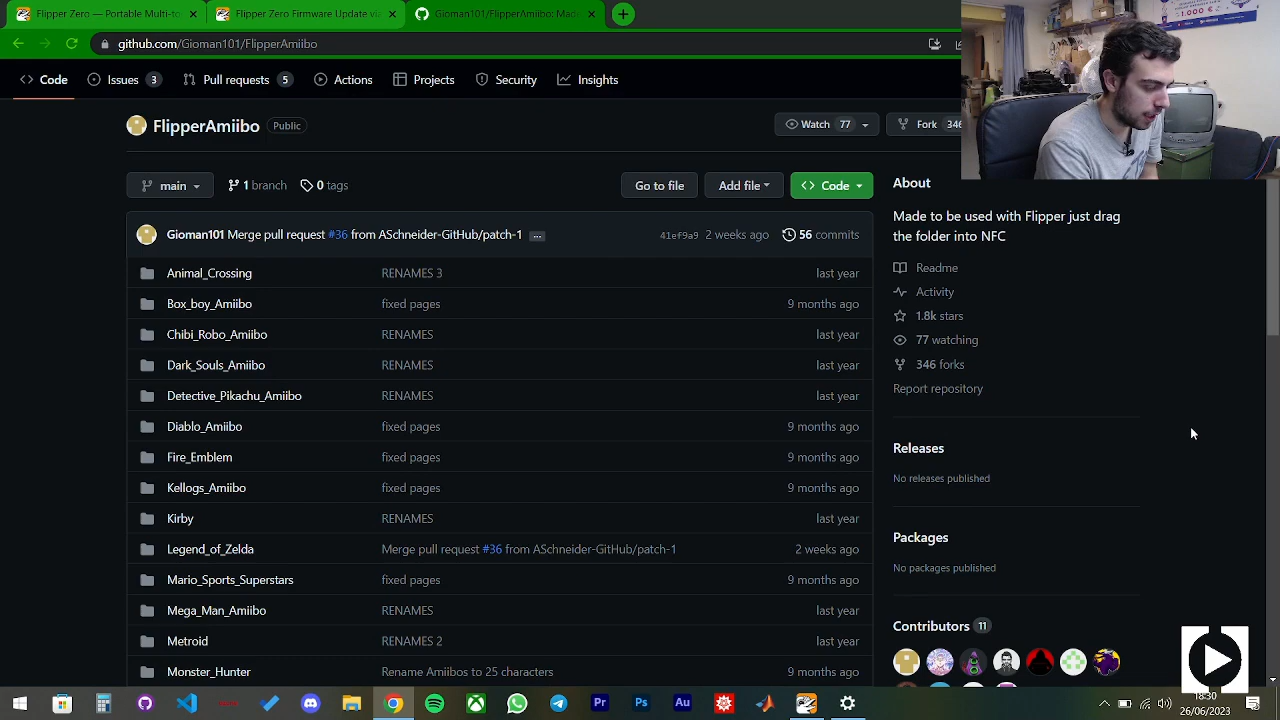 Flipper Zero — Portable Multi-to
Flipper Zero Firmware Update via
Gioman101/FlipperAmiibo: Made
github.com/Gioman101/FlipperAmiibo
1.000 €
Code
Issues 3
Pull requests 5
Actions
Projects
Security
Insights
FlipperAmiibo Public
Watch 77
Fork 346
main
1 branch
0 tags
Go to file
Add file
Code
Gioman101 Merge pull request #36 from ASchneider-GitHub/patch-1 ...
41ef9a9 2 weeks ago 56 commits
Animal_Crossing RENAMES 3 last year
Box_boy_Amiibo fixed pages 9 months ago
Chibi_Robo_Amiibo RENAMES last year
Dark_Souls_Amiibo RENAMES last year
Detective_Pikachu_Amiibo RENAMES last year
Diablo_Amiibo fixed pages 9 months ago
Fire_Emblem fixed pages 9 months ago
Kellogs_Amiibo fixed pages 9 months ago
Kirby RENAMES last year
Legend_of_Zelda Merge pull request #36 from ASchneider-GitHub/patch-1 2 weeks ago
Mario_Sports_Superstars fixed pages 9 months ago
Mega_Man_Amiibo RENAMES last year
Metroid RENAMES 2 last year
Monster_Hunter Rename Amiibos to 25 characters 9 months ago
About
Made to be used with Flipper just drag
the folder into NFC
Readme
Activity
1.8k stars
77 watching
346 forks
Report repository
Releases
No releases published
Packages
No packages published
Contributors 11
Pr
Ps
Au
18:50
26/06/2023